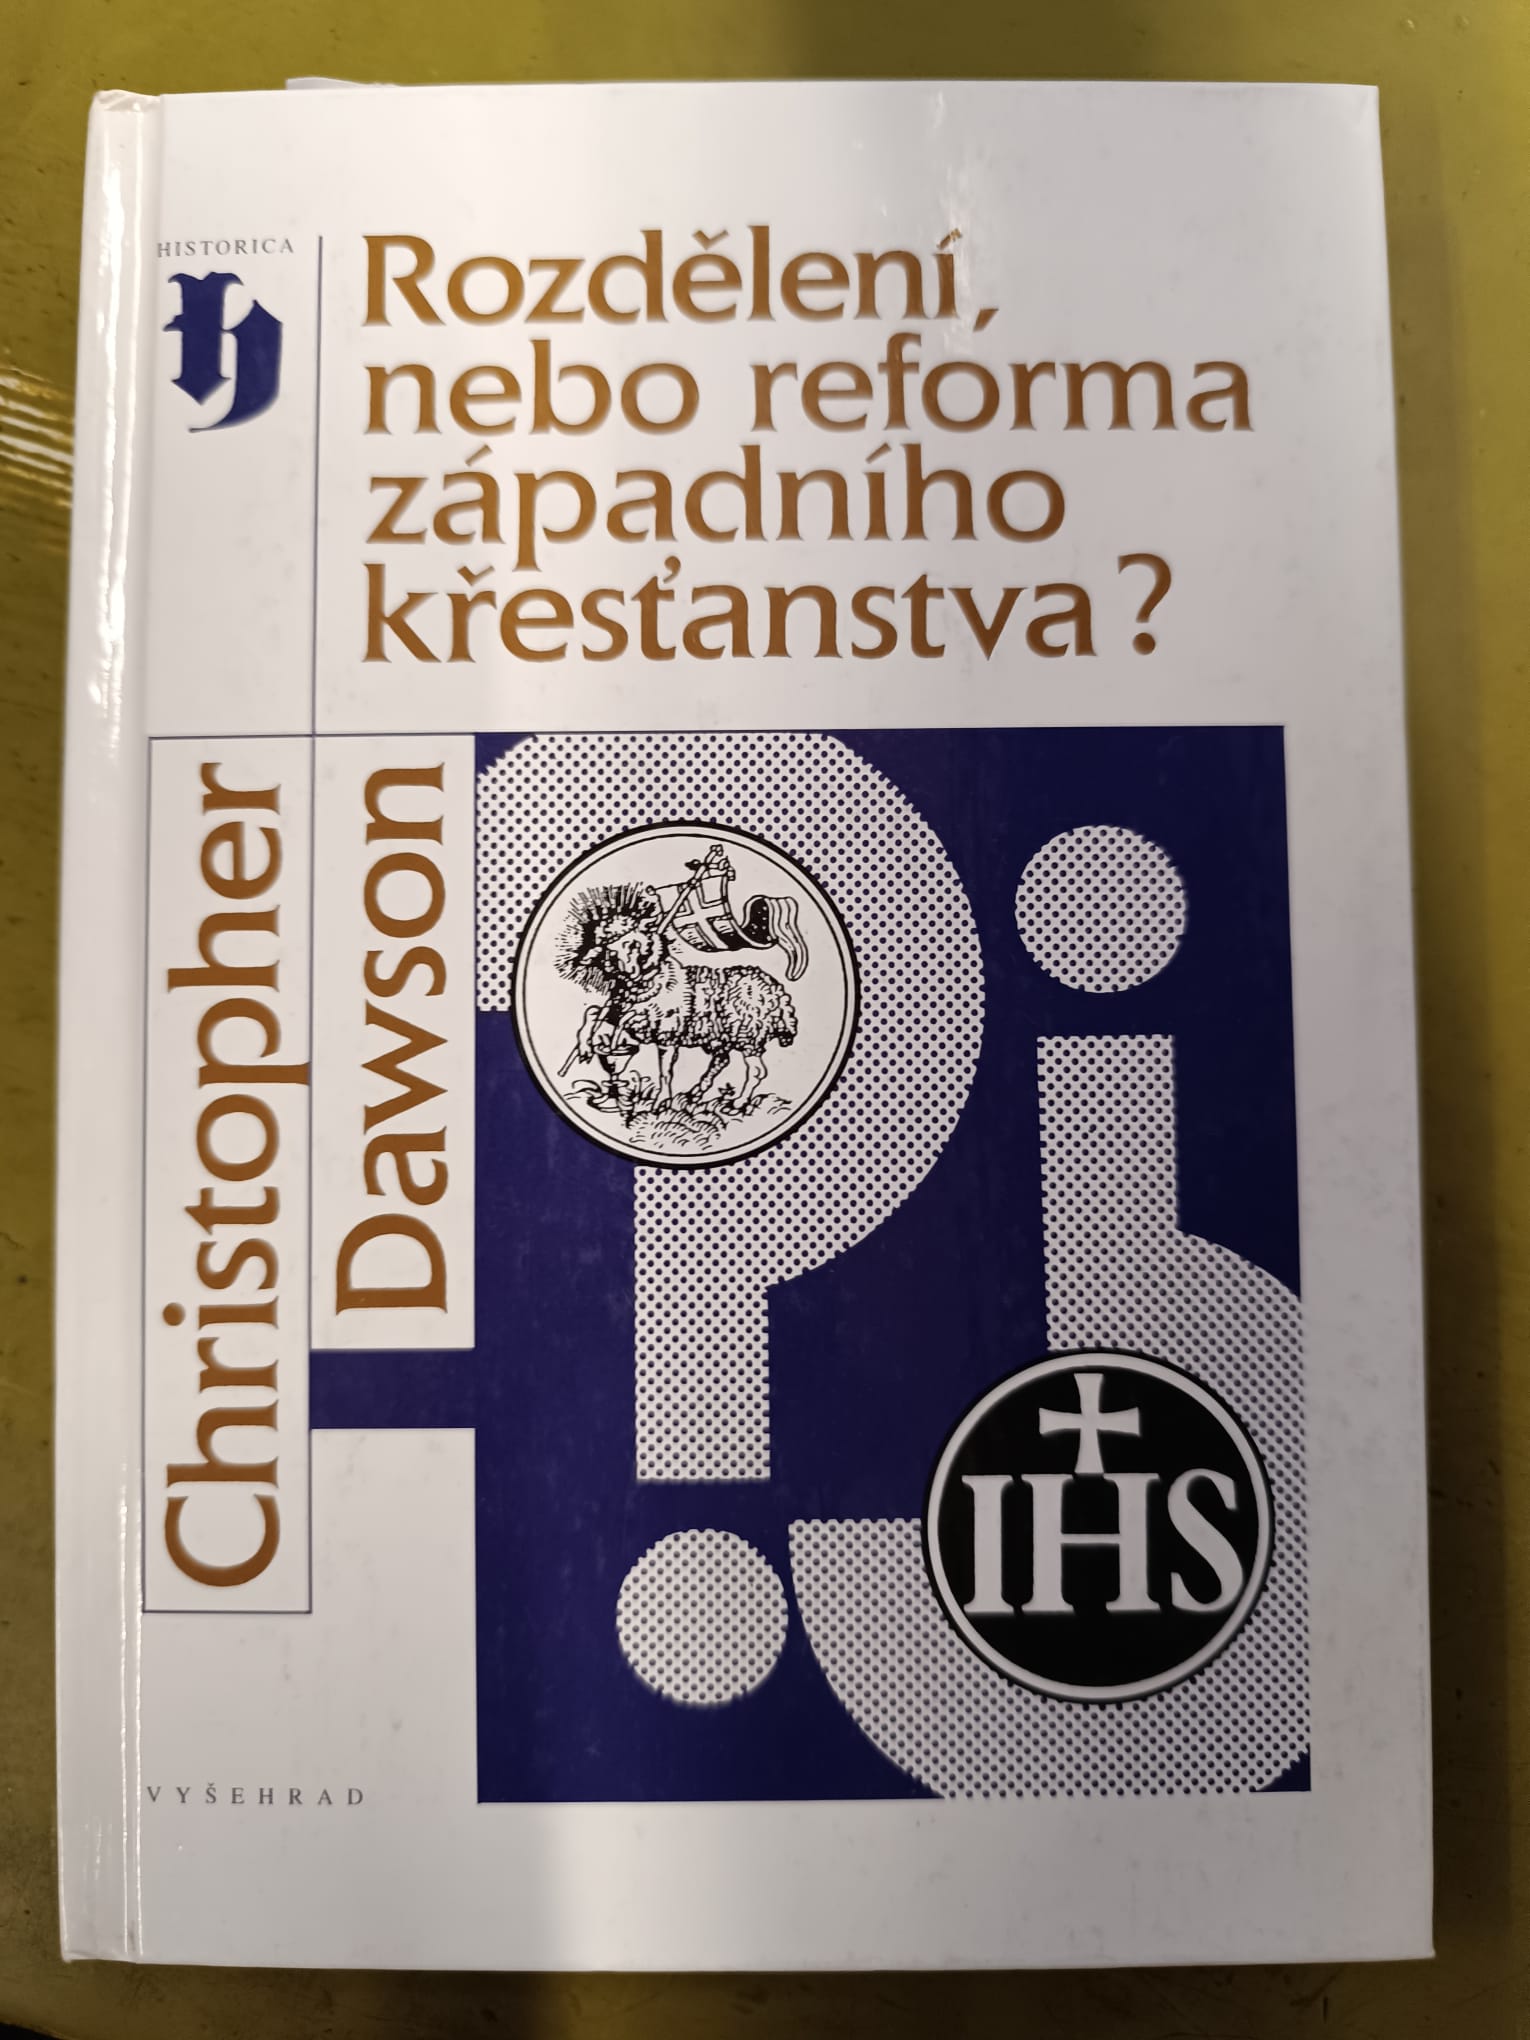 HISTORICA
h
Rozdělení,
nebo reforma
západního
křesťanstva?
Christopher
Dawson
IHS
VYŠEHRAD